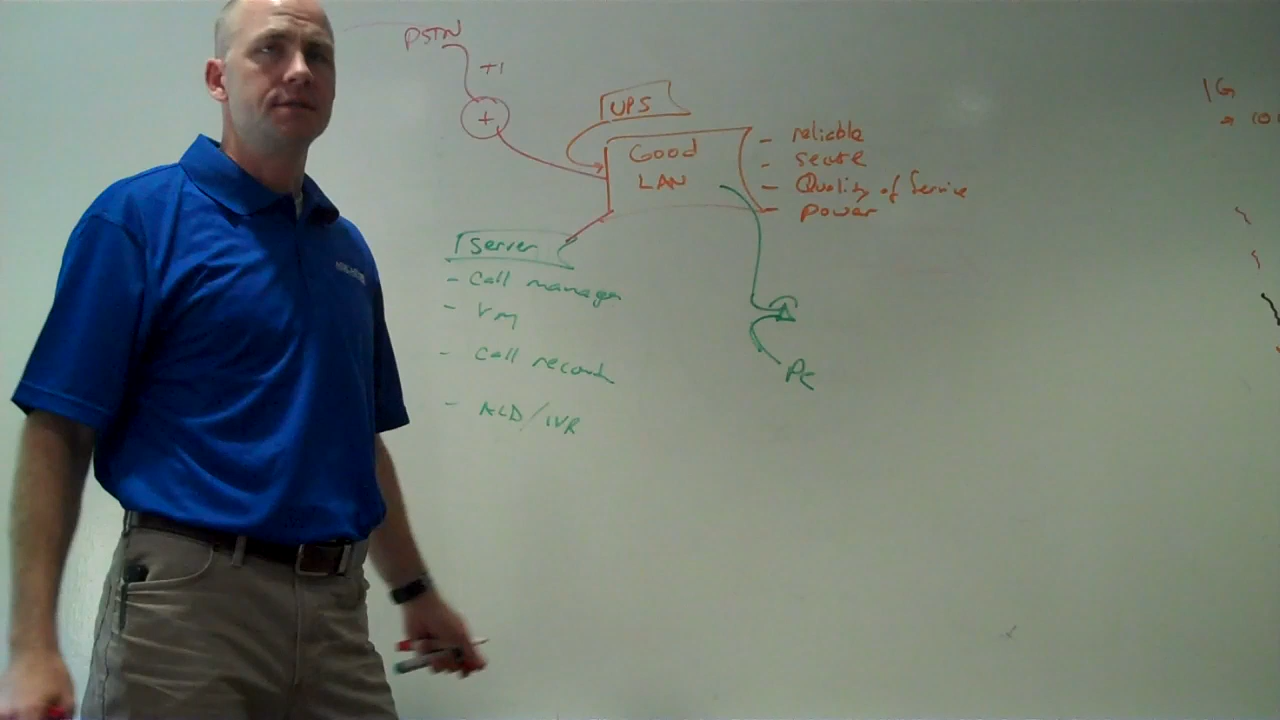 PSTN
+1
+
UPS
Good
LAN
- reliable
- secure
- Quality of Service
- Power
Server
- Call manager
- VM
- Call record
- ACD/IVR
PC
1G